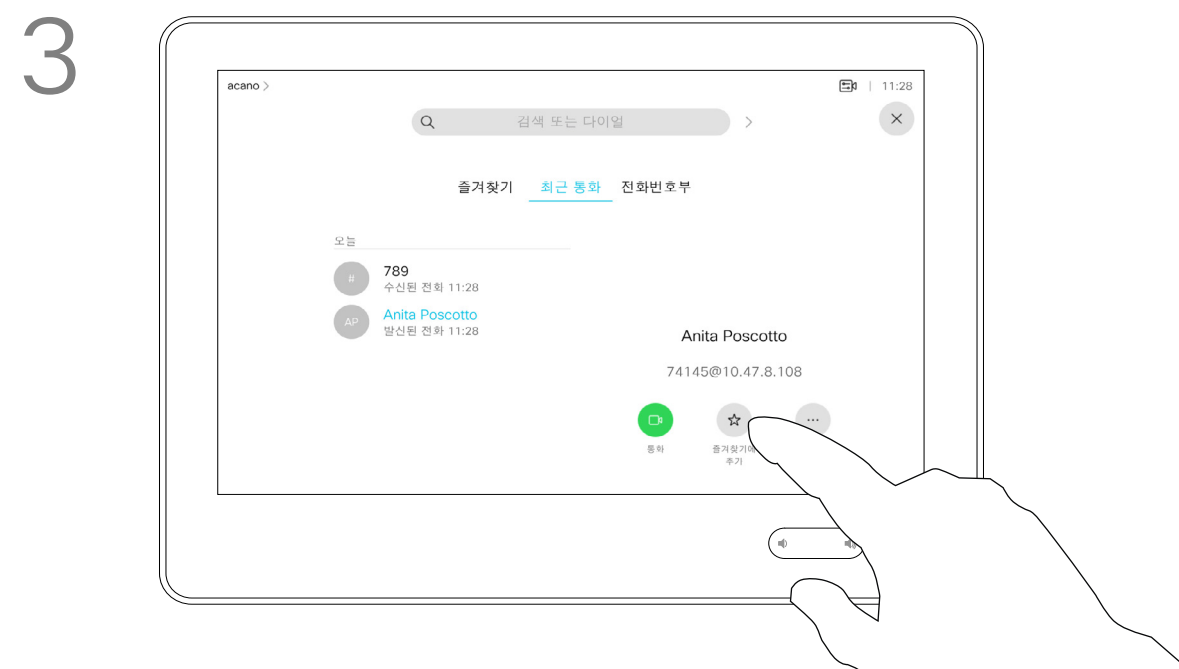 3
acano >
11:28
검색 또는 다이얼
즐겨찾기 최근 통화 전화번호부
오늘
#
789
수신된 전화 11:28
AP
Anita Poscotto
발신된 전화 11:28
Anita Poscotto
74145@10.47.8.108
통화
즐겨찾기에
추가